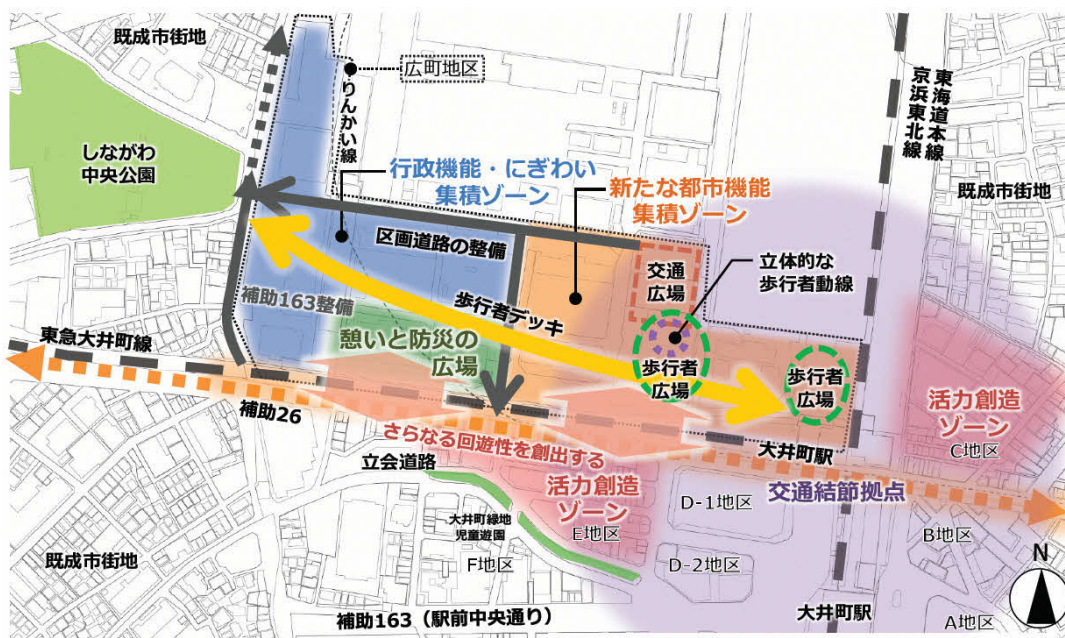 既成市街地
広町地区
りんかい線
東海道本線
京浜東北線
しながわ
中央公園
行政機能・にぎわい
集積ゾーン
新たな都市機能
集積ゾーン
既成市街地
区画道路の整備
交通
広場
立体的な
歩行者動線
補助163整備
歩行者デッキ
憩いと防災の
広場
歩行者
広場
歩行者
広場
東急大井町線
補助26
さらなる回遊性を創出する
大井町駅
活力創造
ゾーン
C地区
立会道路
活力創造
ゾーン
E地区
交通結節拠点
D-1地区
大井町緑地
児童遊園
F地区
D-2地区
B地区
既成市街地
補助163（駅前中央通り）
大井町駅
A地区
N